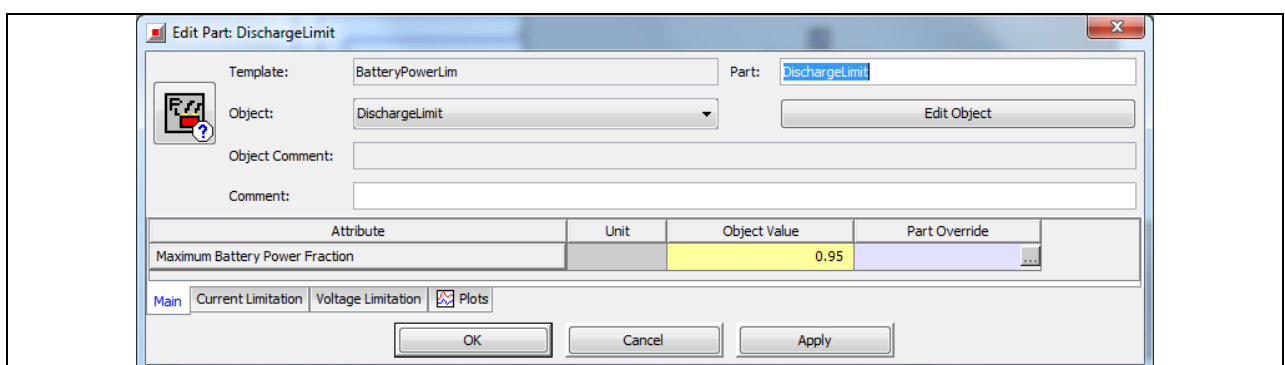 Edit Part: DischargeLimit
Template: BatteryPowerLim Part: DischargeLimit
Object: DischargeLimit Edit Object
Object Comment:
Comment:
Attribute Unit Object Value Part Override
Maximum Battery Power Fraction 0.95 ...
Main Current Limitation Voltage Limitation Plots
OK Cancel Apply